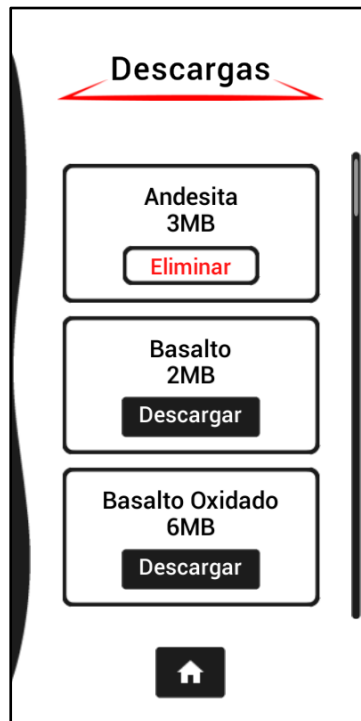 Descargas
Andesita
3MB
Eliminar
Basalto
2MB
Descargar
Basalto Oxidado
6MB
Descargar